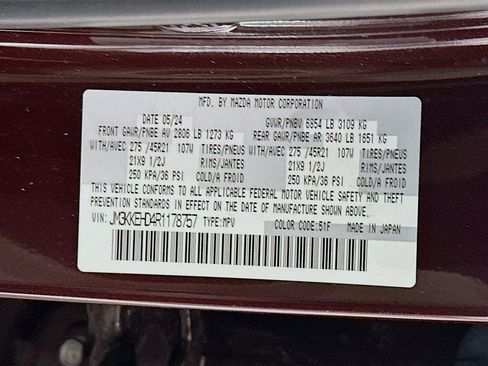 MFD. BY MAZDA MOTOR CORPORATION
DATE 05/24 GVWR/PNBV 6854 LB 3109 KG
FRONT GAWR/PNBE AV 2806 LB 1273 KG REAR GAWR/PNBE AR 3640 LB 1651 KG
WITH/AVEC 275 /45R21 107W TIRES/PNEUS WITH/AVEC 275 /45R21 107W TIRES/PNEUS
21X9 1/2J RIMS/JANTES 21X9 1/2J RIMS/JANTES
250 KPA/36 PSI COLD/A FROID 250 KPA/36 PSI COLD/A FROID
THIS VEHICLE CONFORMS TO ALL APPLICABLE FEDERAL MOTOR VEHICLE SAFETY AND THEFT
PREVENTION STANDARDS IN EFFECT ON THE DATE OF MANUFACTURE SHOWN ABOVE.
VIN: JM3KKEHD4R1178757 TYPE:MPV COLOR CODE:51F MADE IN JAPAN